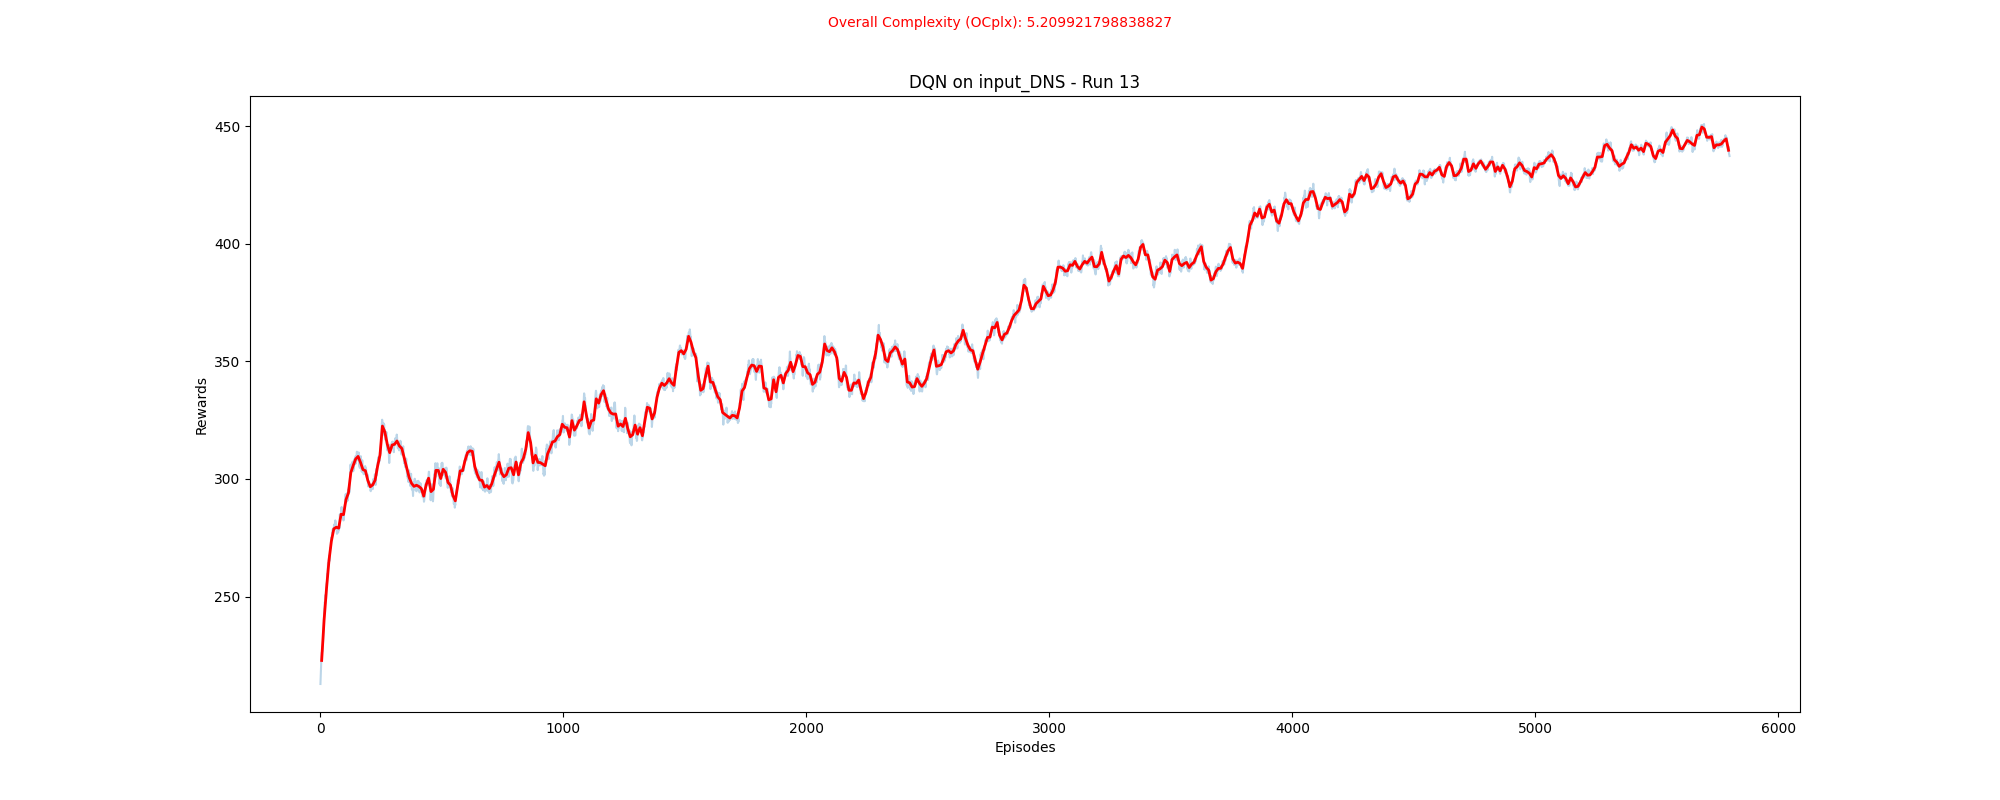 Overall Complexity (OCplx): 5.209921798838827
DQN on input_DNS - Run 13
450
400
350
300
250
Rewards
0 1000 2000 3000 4000 5000 6000
Episodes